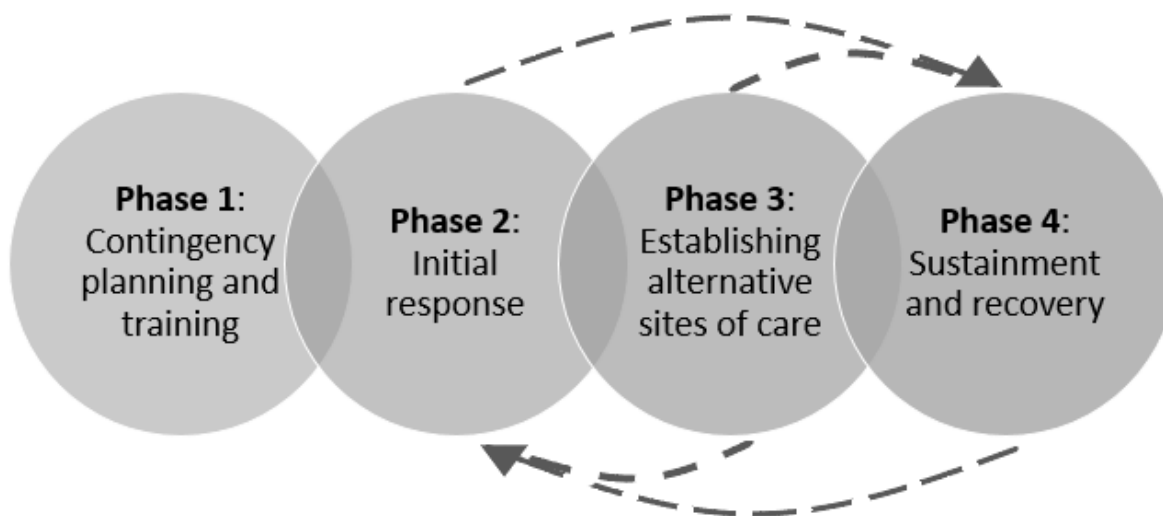 Phase 1:
Contingency
planning and
training
Phase 2:
Initial
response
Phase 3:
Establishing
alternative
sites of care
Phase 4:
Sustainment
and recovery